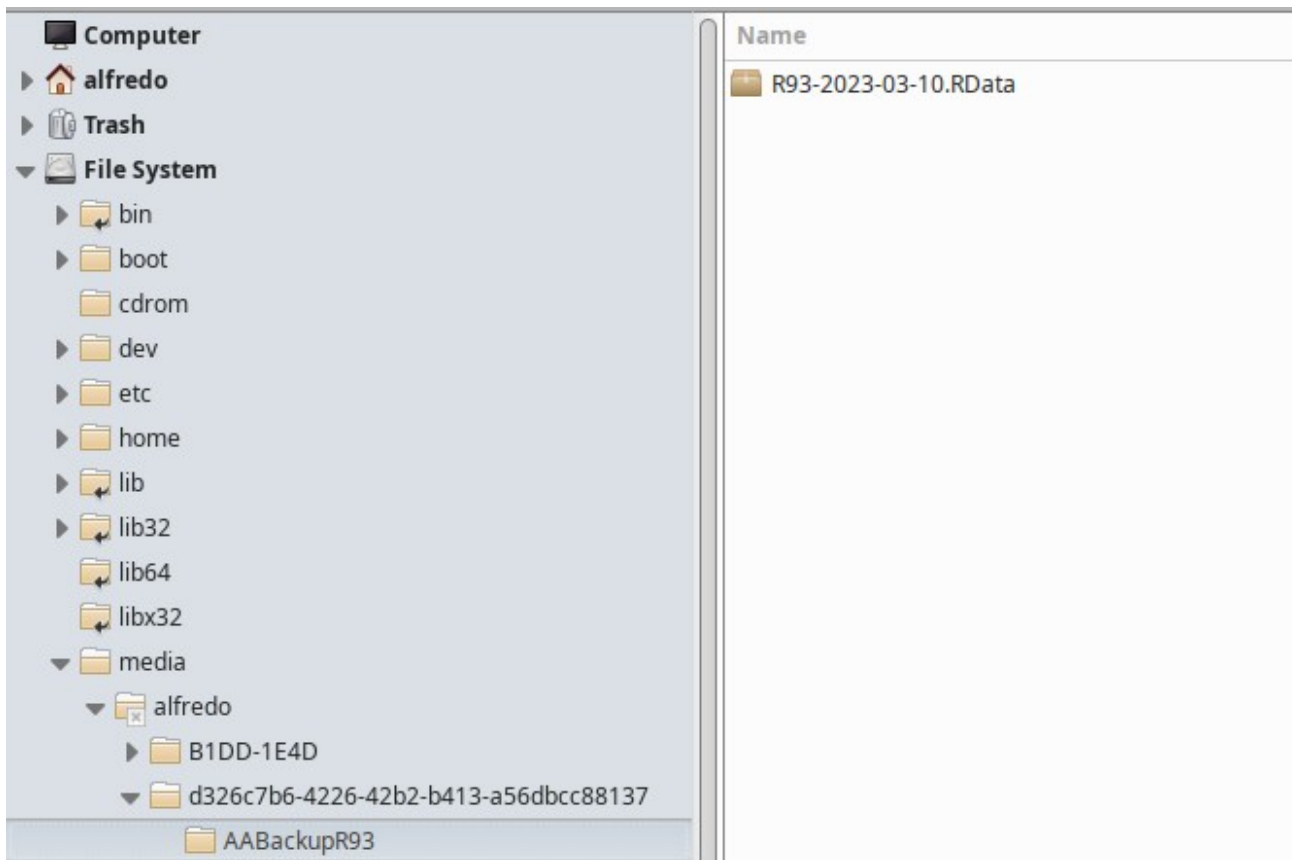 Computer
alfredo
Trash
File System
bin
boot
cdrom
dev
etc
home
lib
lib32
lib64
libx32
media
alfredo
B1DD-1E4D
d326c7b6-4226-42b2-b413-a56dbcc88137
AABackupR93
Name
R93-2023-03-10.RData